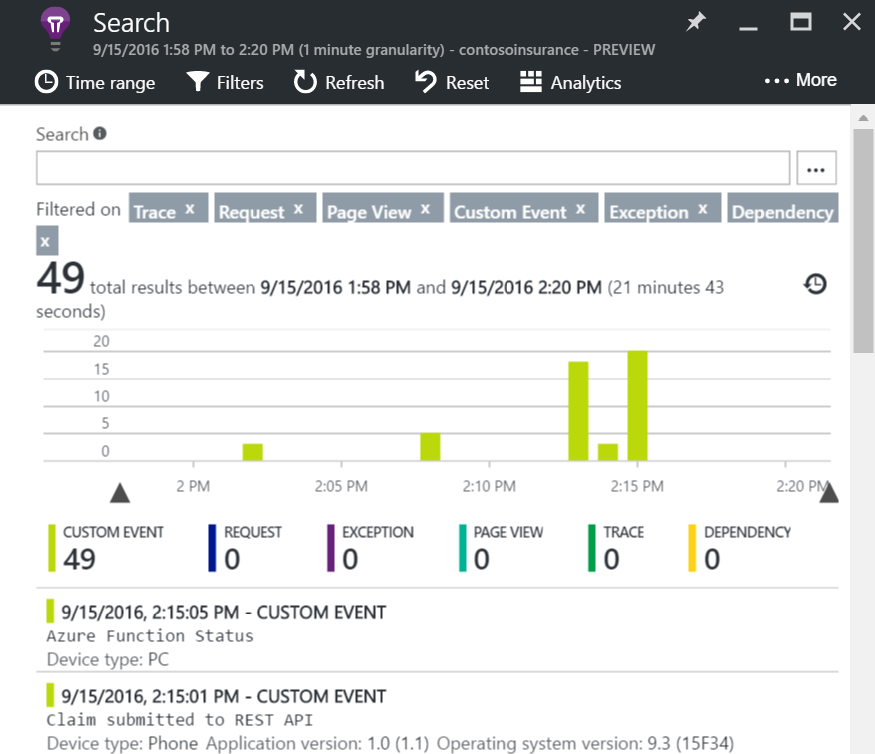 Search
9/15/2016 1:58 PM to 2:20 PM (1 minute granularity) - contosoinsurance - PREVIEW
Time range Filters Refresh Reset Analytics ••• More
Search
...
Filtered on Trace x Request x Page View x Custom Event x Exception x Dependency
x
49 total results between 9/15/2016 1:58 PM and 9/15/2016 2:20 PM (21 minutes 43
seconds)
20
15
10
5
0
2 PM 2:05 PM 2:10 PM 2:15 PM 2:20 PM
CUSTOM EVENT REQUEST EXCEPTION PAGE VIEW TRACE DEPENDENCY
49 0 0 0 0 0
9/15/2016, 2:15:05 PM - CUSTOM EVENT
Azure Function Status
Device type: PC
9/15/2016, 2:15:01 PM - CUSTOM EVENT
Claim submitted to REST API
Device type: Phone Application version: 1.0 (1.1) Operating system version: 9.3 (15F34)